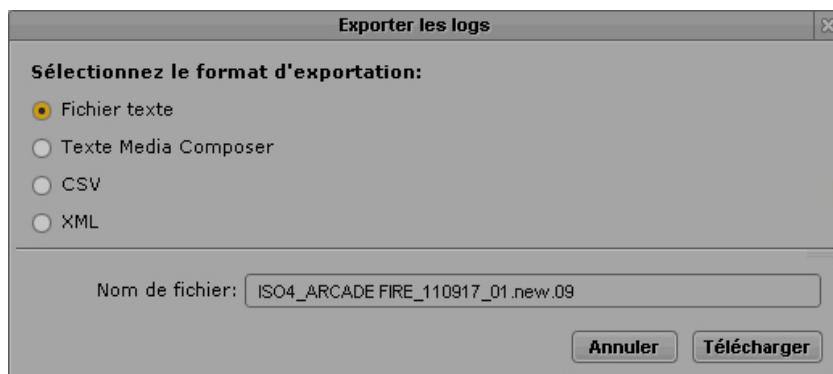 Exporter les logs
Sélectionnez le format d'exportation:
Fichier texte
Texte Media Composer
CSV
XML
Nom de fichier: ISO4_ARCADE FIRE_110917_01.new.09
Annuler Télécharger